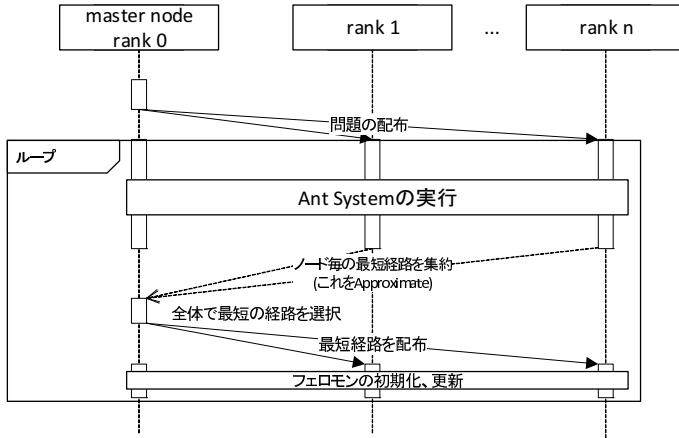 master node
rank 0
rank 1
...
rank n
問題の配布
ループ
Ant Systemの実行
ノード毎の最短経路を集約
(これをApproximate)
全体で最短の経路を選択
最短経路を配布
フェロモンの初期化、更新